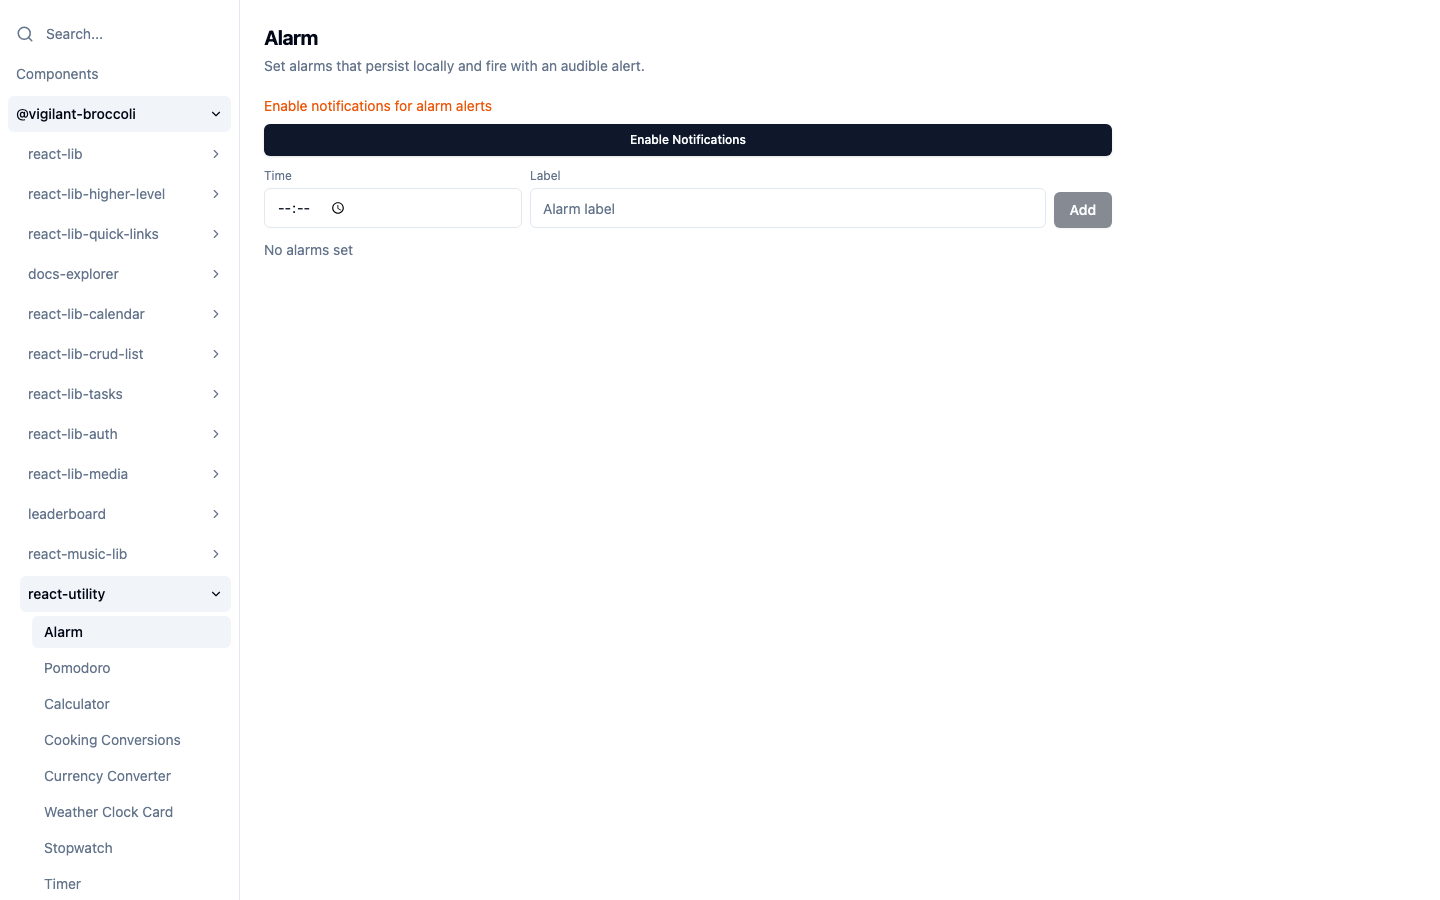 Search...
Components
@vigilant-broccoli
react-lib
react-lib-higher-level
react-lib-quick-links
docs-explorer
react-lib-calendar
react-lib-crud-list
react-lib-tasks
react-lib-auth
react-lib-media
leaderboard
react-music-lib
react-utility
Alarm
Pomodoro
Calculator
Cooking Conversions
Currency Converter
Weather Clock Card
Stopwatch
Timer
Alarm
Set alarms that persist locally and fire with an audible alert.
Enable notifications for alarm alerts
Enable Notifications
Time
Label
--:--
Alarm label
Add
No alarms set